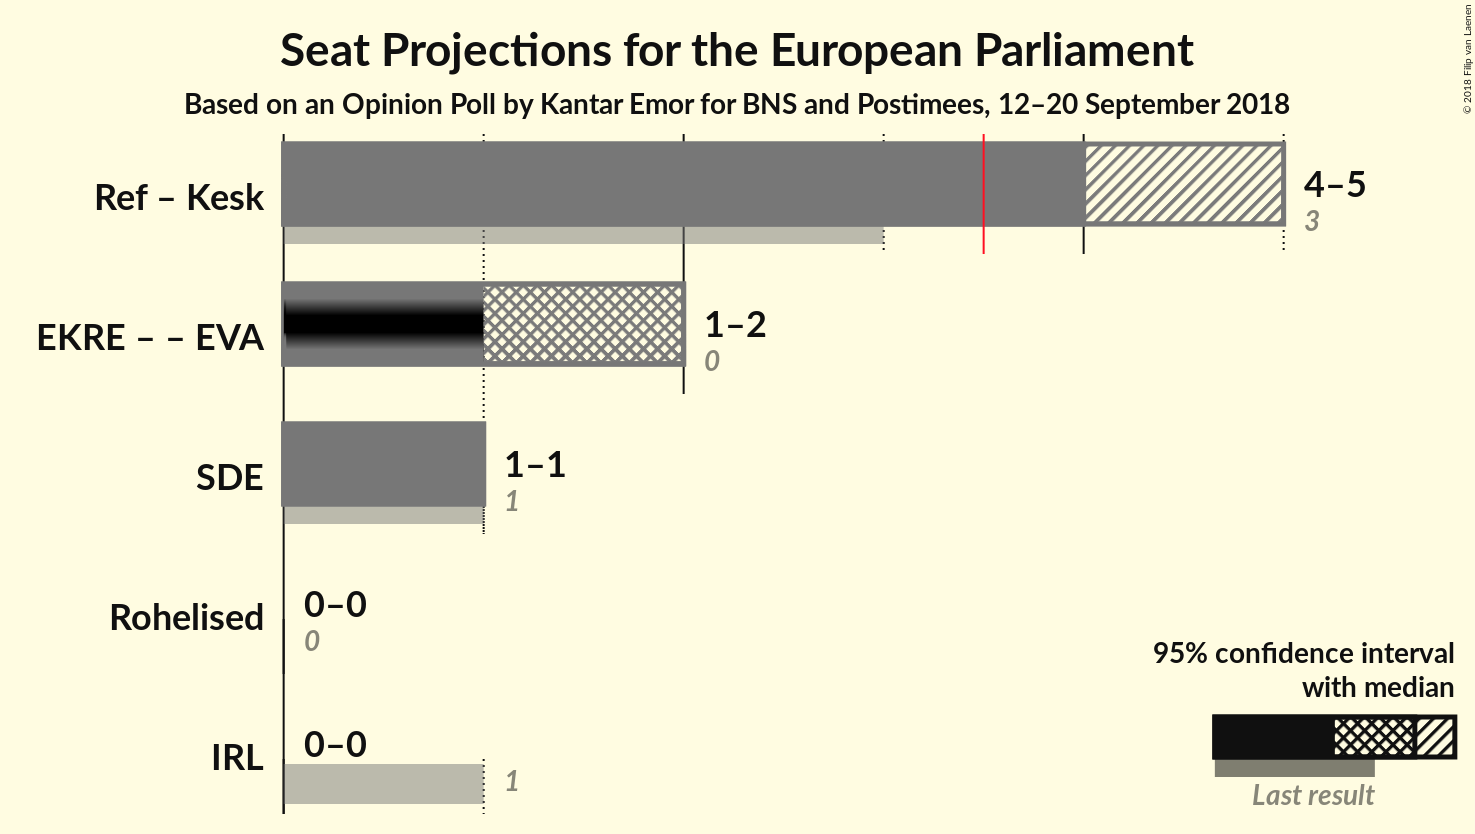 Seat Projections for the European Parliament
Based on an Opinion Poll by Kantar Emor for BNS and Postimees, 12–20 September 2018
© 2018 Filip van Laenen
Ref – Kesk
4–5
3
EKRE – – EVA
1–2
0
SDE
1–1
1
Rohelised
0–0
0
IRL
0–0
1
95% confidence interval
with median
Last result